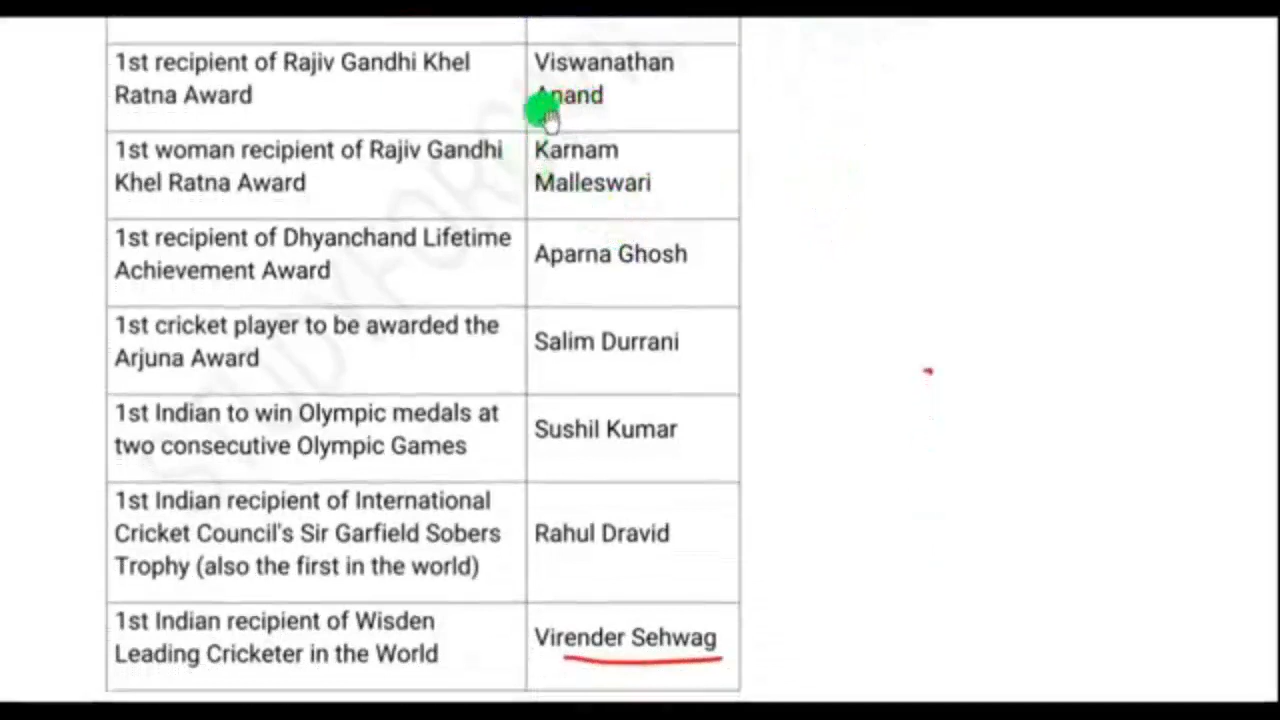 1st recipient of Rajiv Gandhi Khel
Ratna Award
Viswanathan
Anand
1st woman recipient of Rajiv Gandhi
Khel Ratna Award
Karnam
Malleswari
1st recipient of Dhyanchand Lifetime
Achievement Award
Aparna Ghosh
1st cricket player to be awarded the
Arjuna Award
Salim Durrani
1st Indian to win Olympic medals at
two consecutive Olympic Games
Sushil Kumar
1st Indian recipient of International
Cricket Council's Sir Garfield Sobers
Trophy (also the first in the world)
Rahul Dravid
1st Indian recipient of Wisden
Leading Cricketer in the World
Virender Sehwag